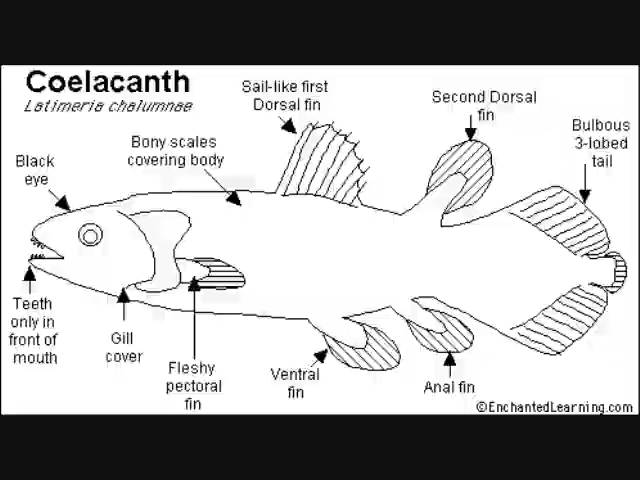 Coelacanth
Latimeria chalumnae
Sail-like first
Dorsal fin
Second Dorsal
fin
Bulbous
3-lobed
tail
Bony scales
covering body
Black
eye
Teeth
only in
front of
mouth
Gill
cover
Fleshy
pectoral
fin
Ventral
fin
Anal fin
©EnchantedLearning.com